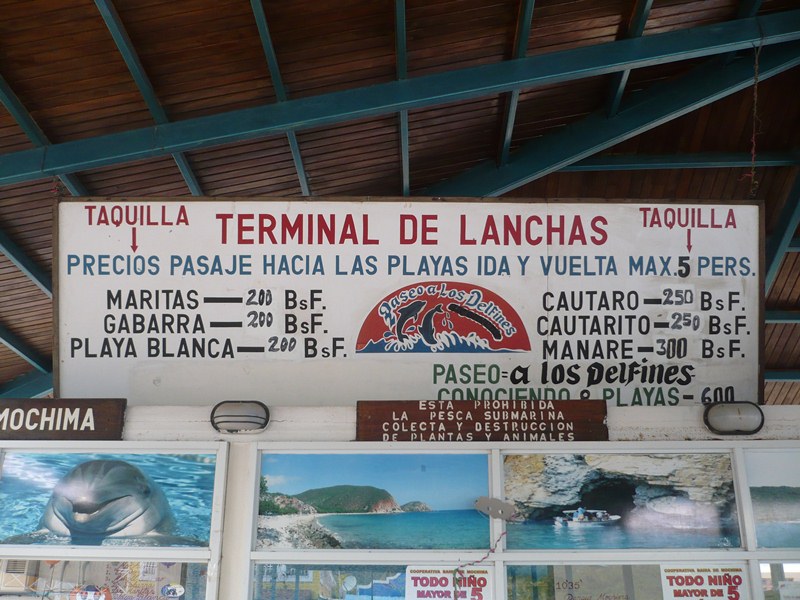 TAQUILLA
TERMINAL DE LANCHAS
TAQUILLA
PRECIOS PASAJE HACIA LAS PLAYAS IDA Y VUELTA MAX. 5 PERS.
MARITAS — 200 BsF.
GABARRA — 200 BsF.
PLAYA BLANCA — 200 BsF.
Paseo a Los Delfines
CAUTARO — 250 BsF.
CAUTARITO — 250 BsF.
MANARE — 300 BsF.
PASEO = a los Delfines
CONOCIENDO 8 PLAYAS - 600
MOCHIMA
ESTA PROHIBIDA
LA PESCA SUBMARINA
COLECTA Y DESTRUCCION
DE PLANTAS Y ANIMALES
TODO NIÑO
MAYOR DE 5
TODO NIÑO
MAYOR DE 5